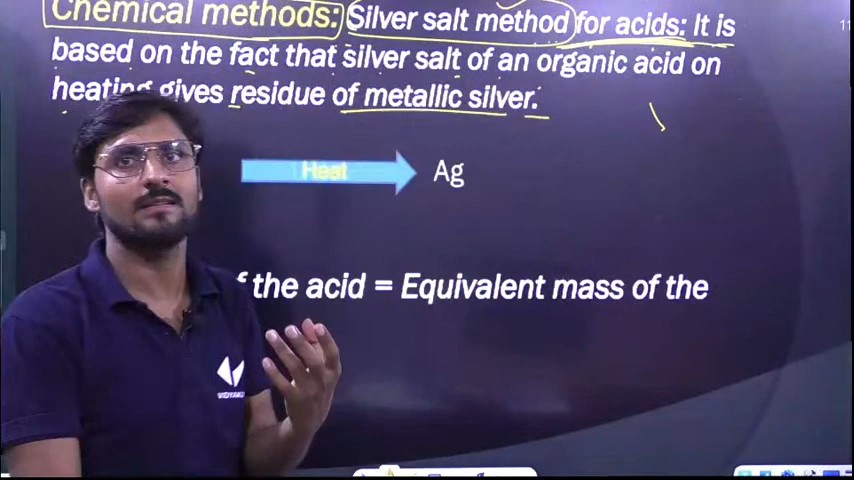 Chemical methods: Silver salt method for acids: It is
based on the fact that silver salt of an organic acid on
heating gives residue of metallic silver.
Heat Ag
the acid = Equivalent mass of the